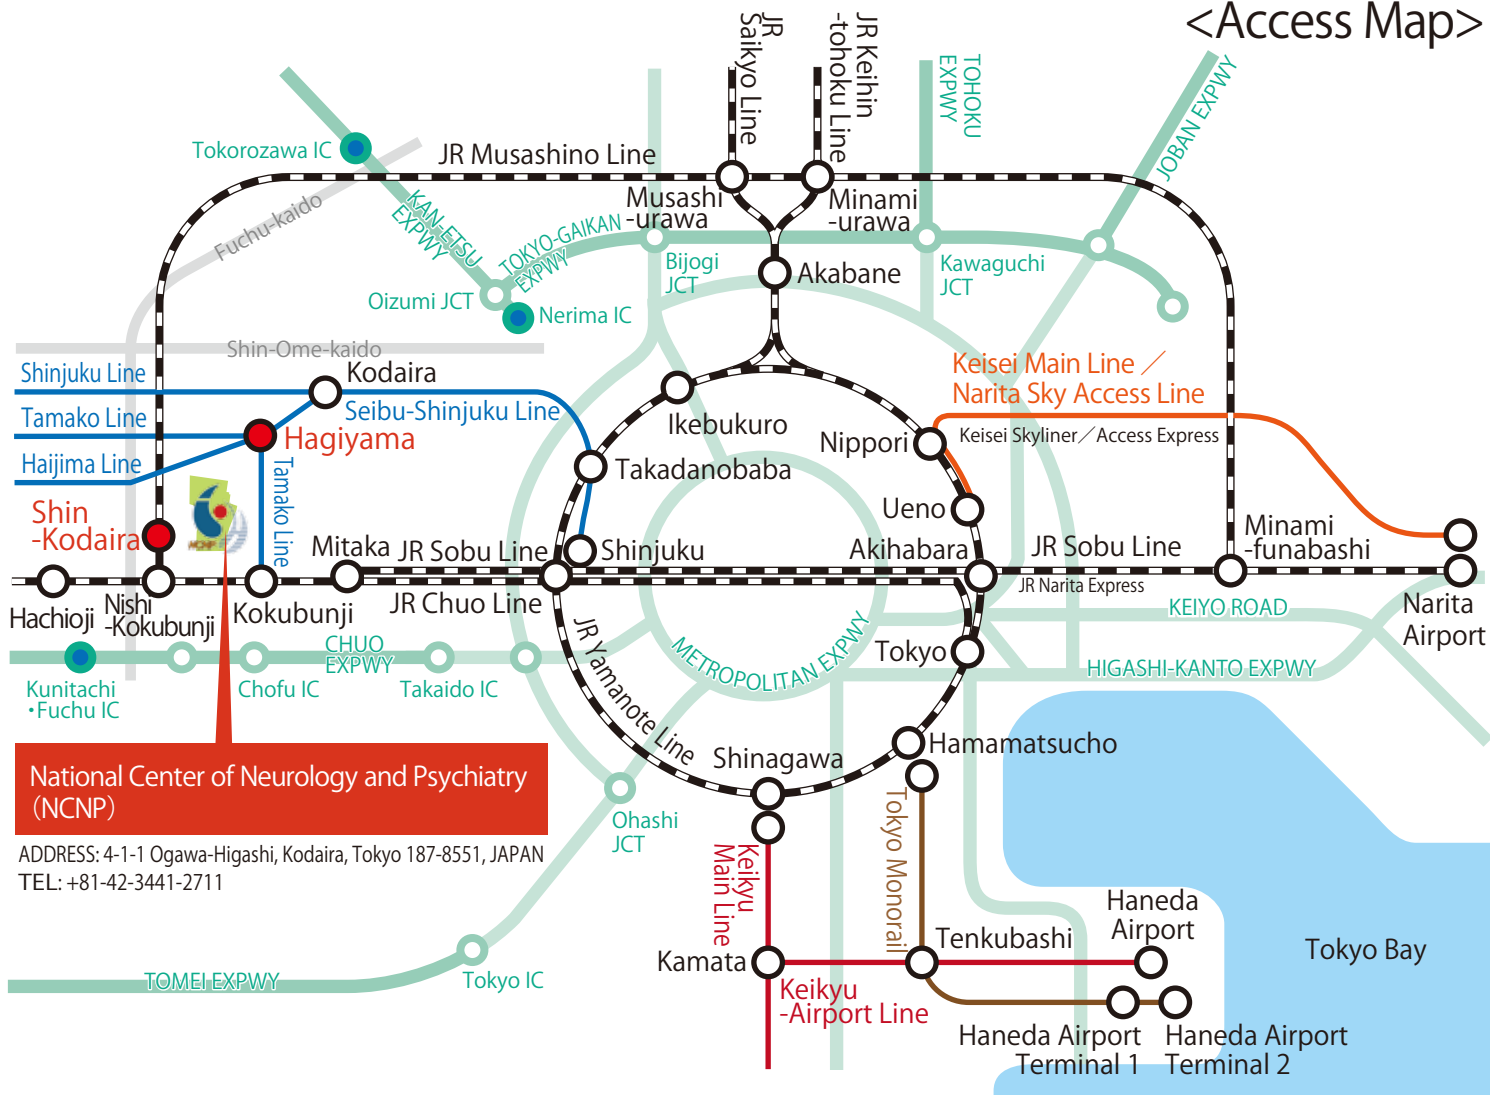 <Access Map>
JR
Saikyo Line
JR Keihin
-tohoku Line
TOHOKU
EXPWY
JOBAN EXPWY
Tokorozawa IC
JR Musashino Line
Fuchu-kaido
KAN-ETSU
EXPWY
TOKYO-GAIKAN
EXPWY
Musashi
-urawa
Minami
-urawa
Bijogi
JCT
Akabane
Kawaguchi
JCT
Oizumi JCT
Nerima IC
Shin-Ome-kaido
Shinjuku Line
Kodaira
Seibu-Shinjuku Line
Tamako Line
Hagiyama
Haijima Line
Tamako Line
Ikebukuro
Takadanobaba
Keisei Main Line／
Narita Sky Access Line
Nippori
Keisei Skyliner／Access Express
Ueno
Shin
-Kodaira
NCNP
Mitaka
JR Sobu Line
Shinjuku
Akihabara
JR Sobu Line
JR Narita Express
Minami
-funabashi
Hachioji
Nishi
-Kokubunji
Kokubunji
JR Chuo Line
KEIYO ROAD
Narita
Airport
CHUO
EXPWY
JR Yamanote Line
METROPOLITAN EXPWY
Tokyo
HIGASHI-KANTO EXPWY
Kunitachi
・Fuchu IC
Chofu IC
Takaido IC
National Center of Neurology and Psychiatry
（NCNP）
ADDRESS: 4-1-1 Ogawa-Higashi, Kodaira, Tokyo 187-8551, JAPAN
TEL: +81-42-3441-2711
Shinagawa
Hamamatsucho
Ohashi
JCT
Keikyu
Main Line
Tokyo Monorail
Kamata
Tenkubashi
Haneda
Airport
Tokyo Bay
Keikyu
-Airport Line
TOMEI EXPWY
Tokyo IC
Haneda Airport
Terminal 1
Haneda Airport
Terminal 2